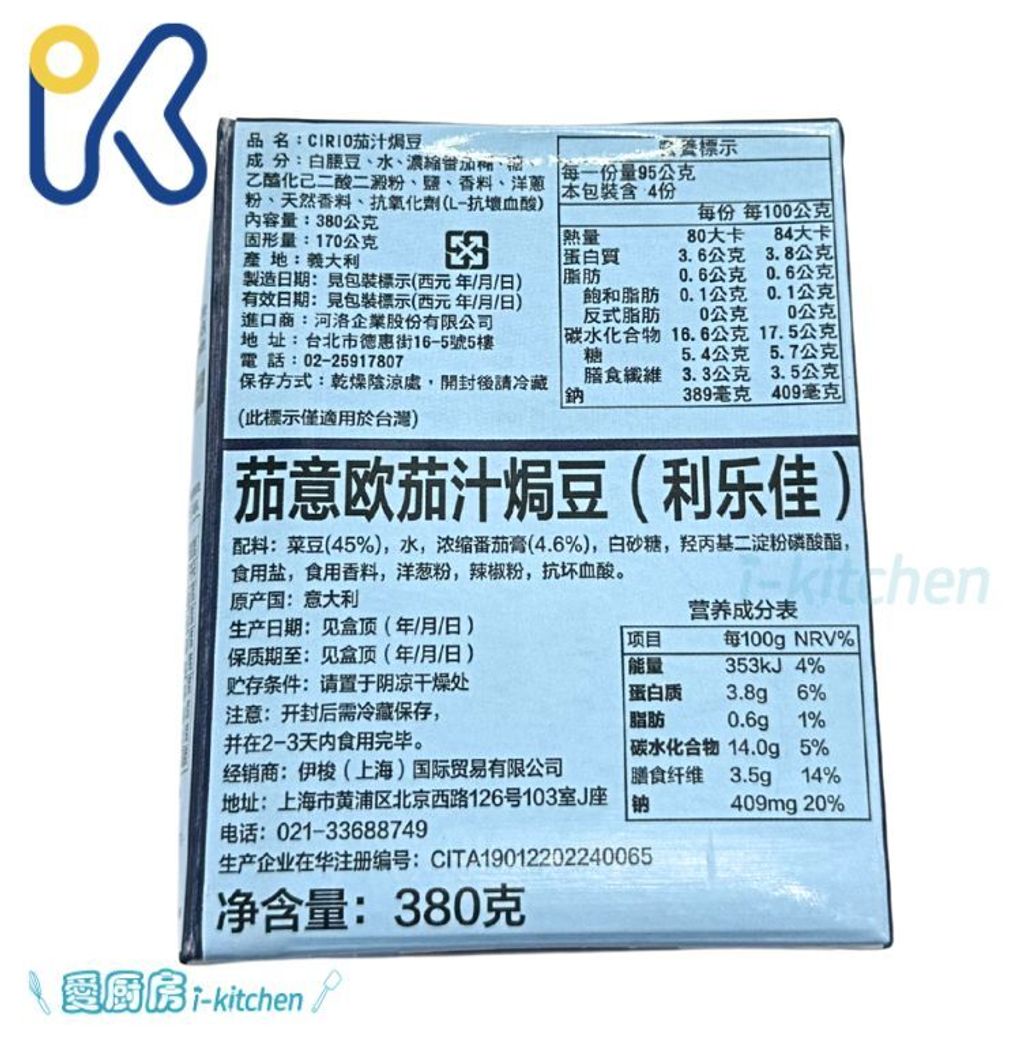 品 名：CIRIO茄汁焗豆
成 分：白腰豆、水、濃縮番茄糊、糖、
乙醯化己二酸二澱粉、鹽、香料、洋蔥
粉、天然香料、抗氧化劑(L-抗壞血酸)
內容量：380公克
固形量：170公克
產 地：義大利
製造日期：見包裝標示(西元 年/月/日)
有效日期：見包裝標示(西元 年/月/日)
進口商：河洛企業股份有限公司
地 址：台北市德惠街16-5號5樓
電 話：02-25917807
保存方式：乾燥陰涼處，開封後請冷藏
(此標示僅適用於台灣)
營養標示
每一份量95公克
本包裝含 4份
每份 每100公克
熱量 80大卡 84大卡
蛋白質 3.6公克 3.8公克
脂肪 0.6公克 0.6公克
飽和脂肪 0.1公克 0.1公克
反式脂肪 0公克 0公克
碳水化合物 16.6公克 17.5公克
糖 5.4公克 5.7公克
膳食纖維 3.3公克 3.5公克
鈉 389毫克 409毫克
茄意欧茄汁焗豆（利乐佳）
配料：菜豆(45%)，水，浓缩番茄膏(4.6%)，白砂糖，羟丙基二淀粉磷酸酯，
食用盐，食用香料，洋葱粉，辣椒粉，抗坏血酸。
原产国：意大利
生产日期：见盒顶（年/月/日）
保质期至：见盒顶（年/月/日）
贮存条件：请置于阴凉干燥处
注意：开封后需冷藏保存，
并在2-3天内食用完毕。
经销商：伊梭（上海）国际贸易有限公司
地址：上海市黄浦区北京西路126号103室J座
电话：021-33688749
生产企业在华注册编号：CITA19012202240065
净含量：380克
营养成分表
项目 每100g NRV%
能量 353kJ 4%
蛋白质 3.8g 6%
脂肪 0.6g 1%
碳水化合物 14.0g 5%
膳食纤维 3.5g 14%
钠 409mg 20%
i-kitchen
愛廚房 i-kitchen